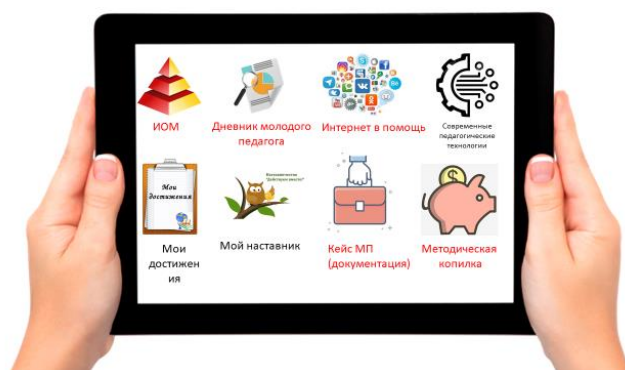 ИОМ
Дневник молодого
педагога
Интернет в помощь
Современные
педагогические
технологии
Мои
достижения
Мои
достижен
ия
Мой наставник
Кейс МП
(документация)
Методическая
копилка